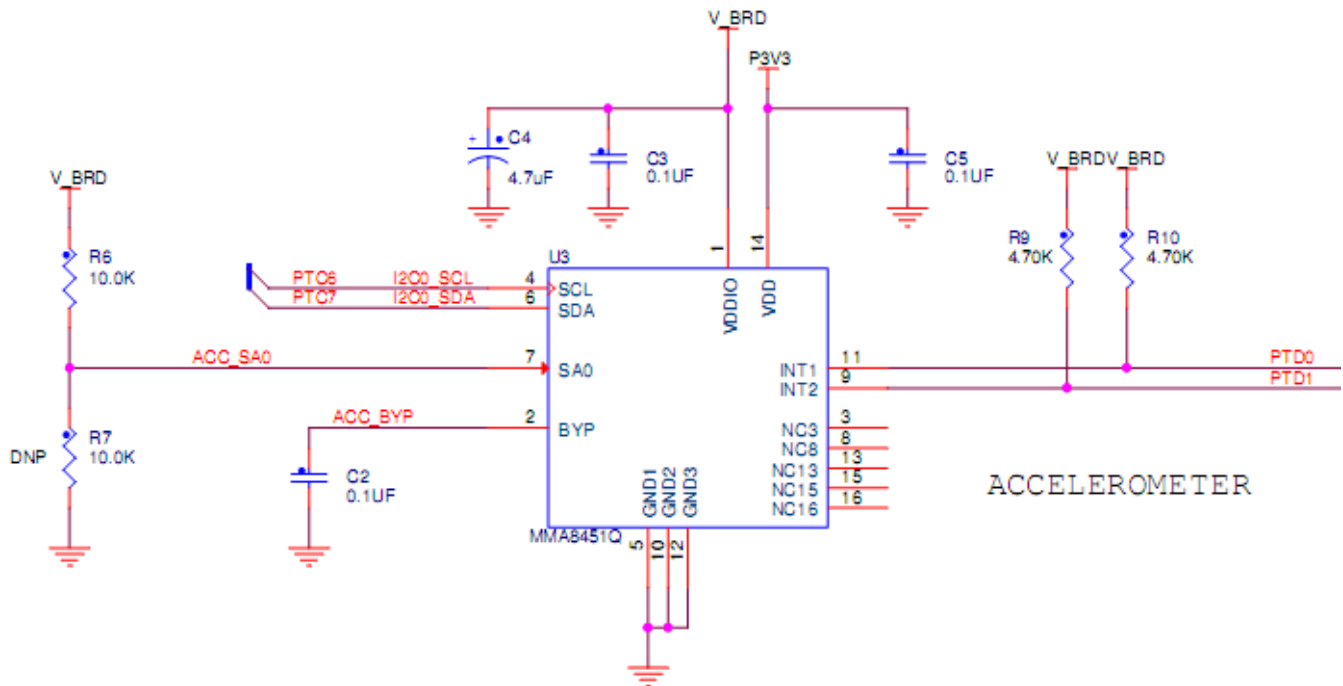 V_BRD
P3V3
C4
4.7uF
C3
0.1UF
C5
0.1UF
V_BRD
V_BRD
V_BRD
R6
10.0K
R9
4.70K
R10
4.70K
U3
1
14
PTC6
I2C0_SCL
4
SCL
PTC7
I2C0_SDA
6
SDA
VDDIO
VDD
ACC_SA0
7
SA0
INT1
11
PTD0
INT2
9
PTD1
ACC_BYP
2
BYP
NC3
3
NC8
8
NC13
13
NC15
15
NC16
16
DNP
R7
10.0K
C2
0.1UF
GND1
GND2
GND3
ACCELEROMETER
MMA8451Q
5
10
12